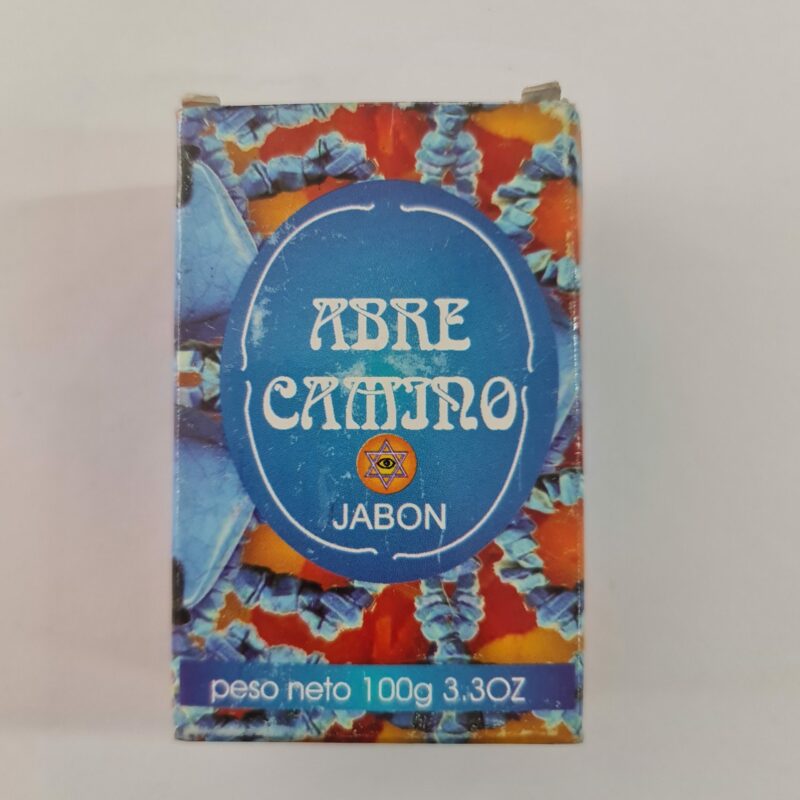 ABRE
CAMINO
JABON
peso neto 100g 3.3OZ